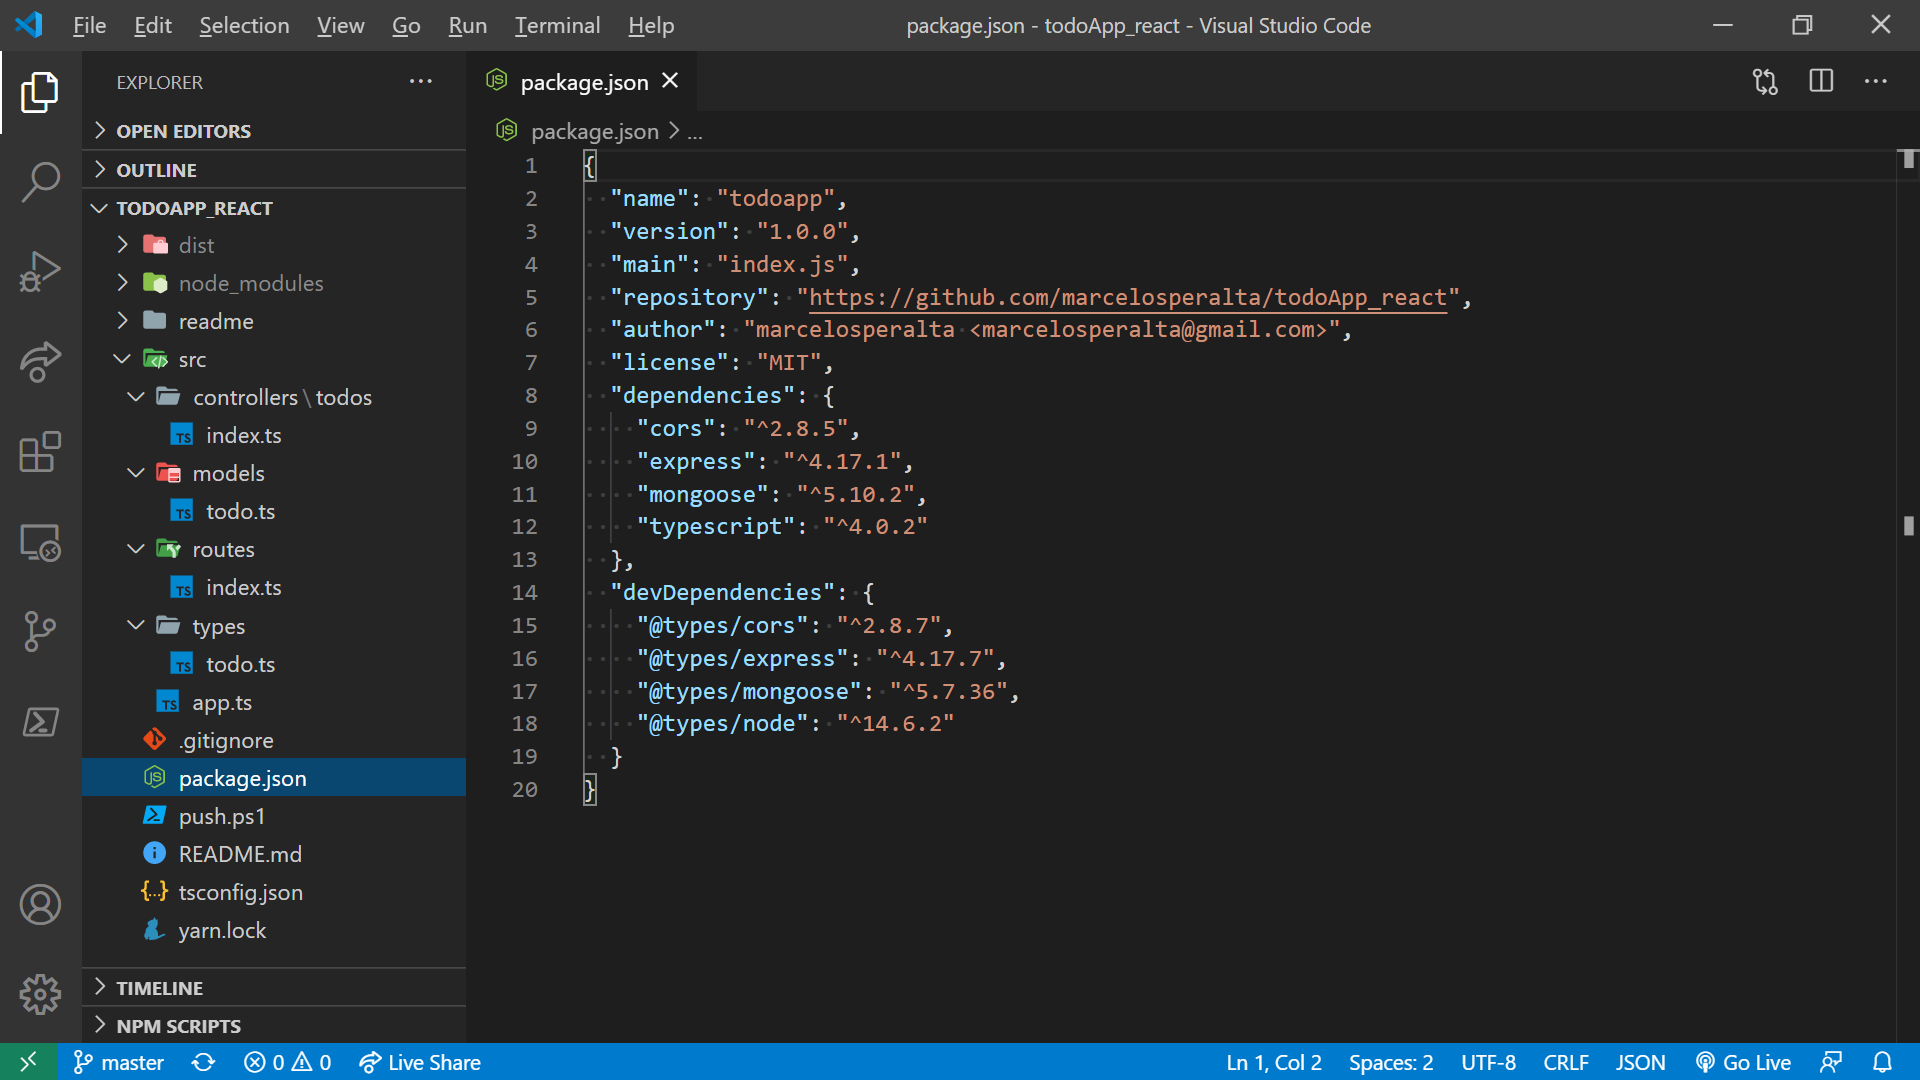 File Edit Selection View Go Run Terminal Help package.json - todoApp_react - Visual Studio Code
EXPLORER
OPEN EDITORS
OUTLINE
TODOAPP_REACT
dist
node_modules
readme
src
controllers \ todos
index.ts
models
todo.ts
routes
index.ts
types
todo.ts
app.ts
.gitignore
package.json
push.ps1
README.md
tsconfig.json
yarn.lock
TIMELINE
NPM SCRIPTS
package.json
package.json > ...
1 {
2 "name": "todoapp",
3 "version": "1.0.0",
4 "main": "index.js",
5 "repository": "https://github.com/marcelosperalta/todoApp_react",
6 "author": "marcelosperalta <marcelosperalta@gmail.com>",
7 "license": "MIT",
8 "dependencies": {
9 "cors": "^2.8.5",
10 "express": "^4.17.1",
11 "mongoose": "^5.10.2",
12 "typescript": "^4.0.2"
13 },
14 "devDependencies": {
15 "@types/cors": "^2.8.7",
16 "@types/express": "^4.17.7",
17 "@types/mongoose": "^5.7.36",
18 "@types/node": "^14.6.2"
19 }
20 }
master 0 0 Live Share Ln 1, Col 2 Spaces: 2 UTF-8 CRLF JSON Go Live